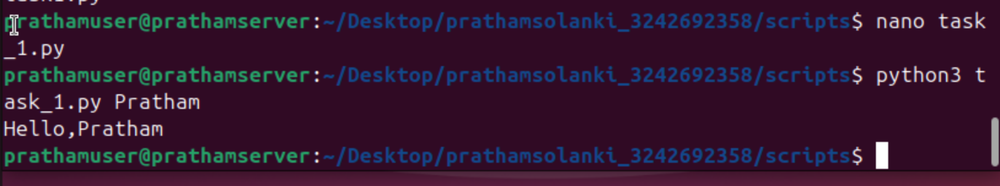 prathamuser@prathamserver:~/Desktop/prathamsolanki_3242692358/scripts$ nano task
_1.py
prathamuser@prathamserver:~/Desktop/prathamsolanki_3242692358/scripts$ python3 t
ask_1.py Pratham
Hello,Pratham
prathamuser@prathamserver:~/Desktop/prathamsolanki_3242692358/scripts$